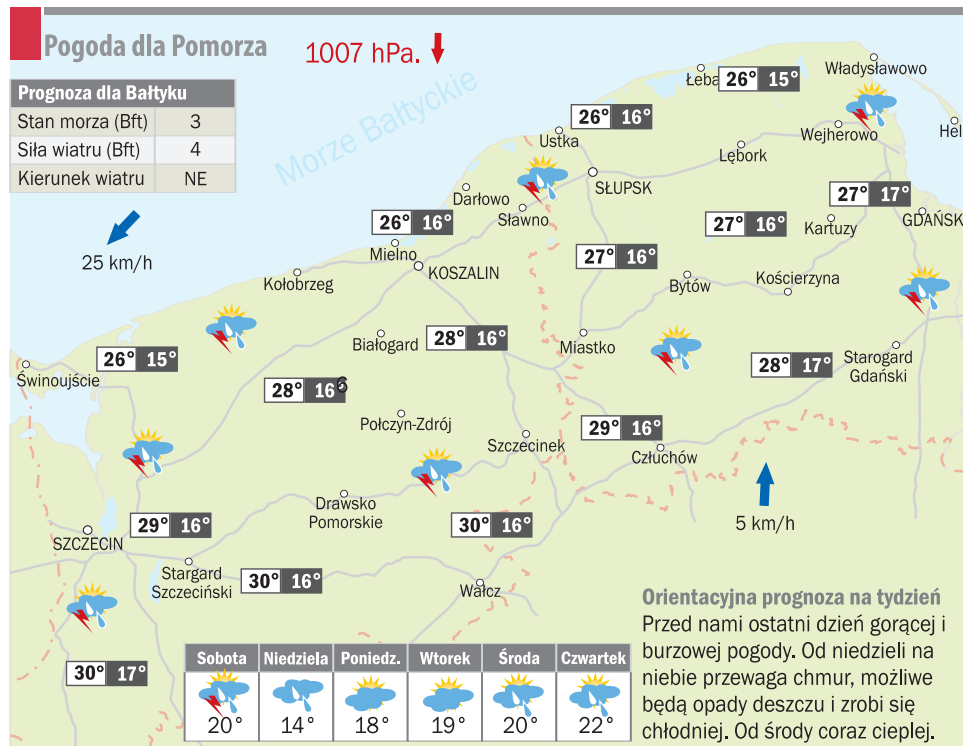 Pogoda dla Pomorza
1007 hPa.
Prognoza dla Bałtyku
Stan morza (Bft) 3
Siła wiatru (Bft) 4
Kierunek wiatru NE
25 km/h
Morze Bałtyckie
Łeba
26° 15°
Władysławowo
26° 16°
Ustka
Wejherowo
Hel
Lębork
SŁUPSK
Darłowo
Sławno
27° 17°
GDAŃSK
26° 16°
27° 16°
Kartuzy
Mielno
KOSZALIN
27° 16°
Kołobrzeg
Bytów
Kościerzyna
Białogard
28° 16°
Miastko
26° 15°
Świnoujście
28° 17°
Starogard
Gdański
28° 16° 6
Połczyn-Zdrój
Szczecinek
29° 16°
Człuchów
Drawsko
Pomorskie
29° 16°
30° 16°
5 km/h
SZCZECIN
Stargard
Szczeciński
30° 16°
Wałcz
30° 17°
Sobota Niedziela Poniedz. Wtorek Środa Czwartek
20° 14° 18° 19° 20° 22°
Orientacyjna prognoza na tydzień
Przed nami ostatni dzień gorącej i
burzowej pogody. Od niedzieli na
niebie przewaga chmur, możliwe
będą opady deszczu i zrobi się
chłodniej. Od środy coraz cieplej.